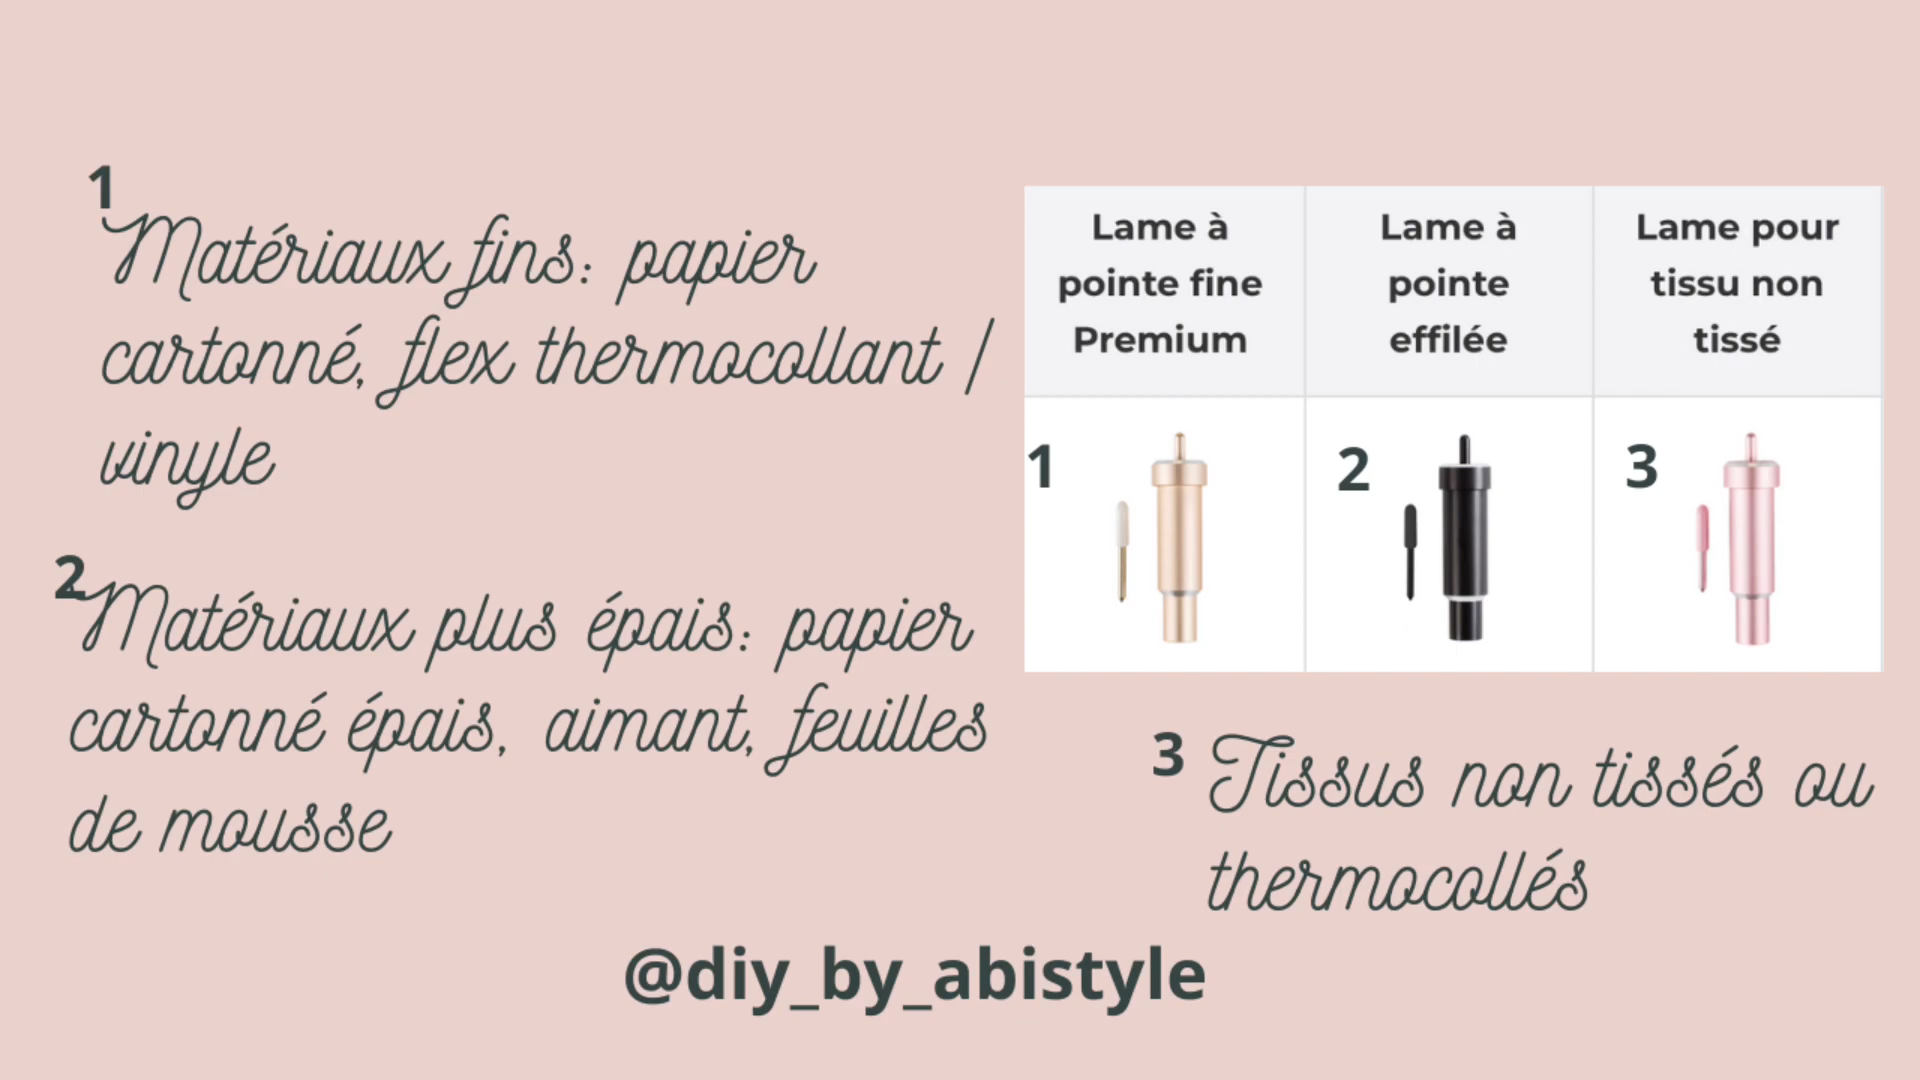 1
Matériaux fins: papier
cartonné, flex thermocollant /
vinyle
2
Matériaux plus épais: papier
cartonné épais, aimant, feuilles
de mousse
Lame à
pointe fine
Premium
Lame à
pointe
effilée
Lame pour
tissu non
tissé
1
2
3
3
Tissus non tissés ou
thermocollés
@diy_by_abistyle